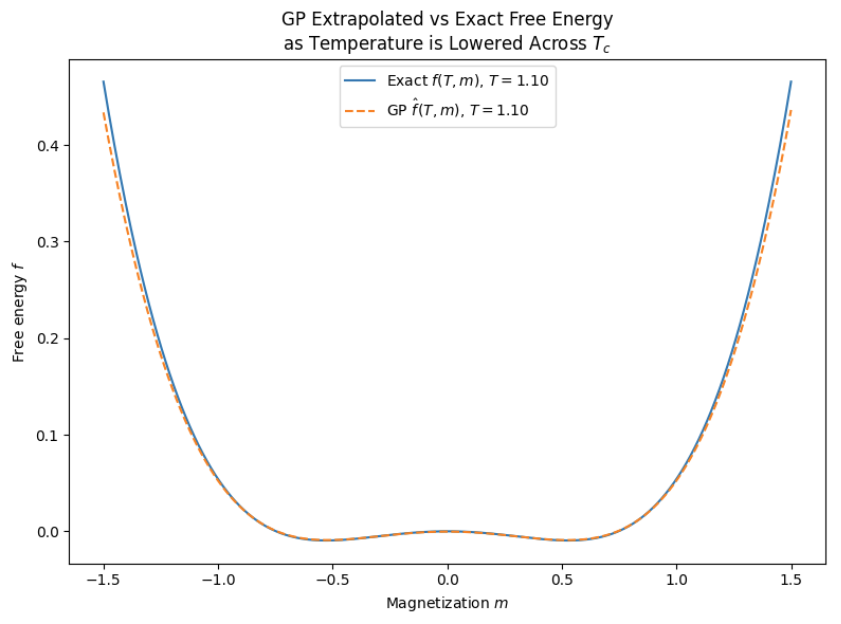 GP Extrapolated vs Exact Free Energy
as Temperature is Lowered Across $T_c$
Exact $f(T, m)$, $T = 1.10$
GP $\hat{f}(T, m)$, $T = 1.10$
Free energy $f$
0.4
0.3
0.2
0.1
0.0
−1.5 −1.0 −0.5 0.0 0.5 1.0 1.5
Magnetization $m$